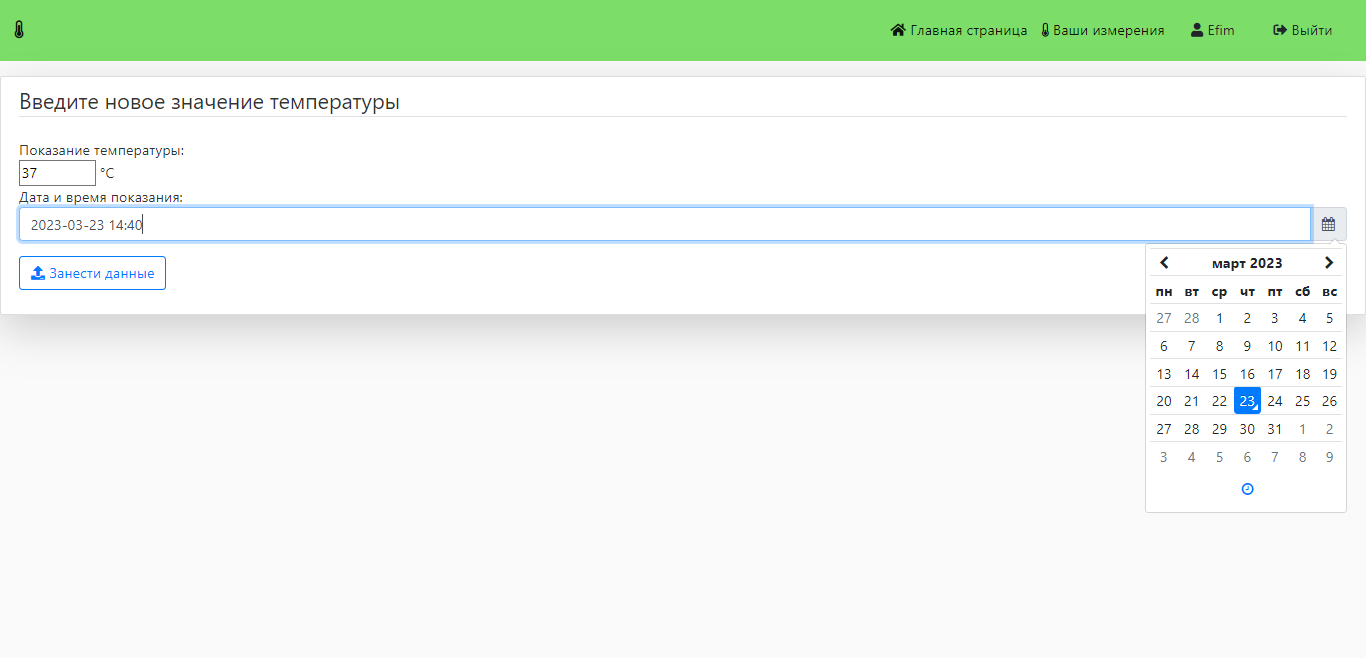 Главная страница Ваши измерения Efim Выйти
Введите новое значение температуры
Показание температуры:
37 °C
Дата и время показания:
2023-03-23 14:40
Занести данные
март 2023
пн вт ср чт пт сб вс
27 28 1 2 3 4 5
6 7 8 9 10 11 12
13 14 15 16 17 18 19
20 21 22 23 24 25 26
27 28 29 30 31 1 2
3 4 5 6 7 8 9